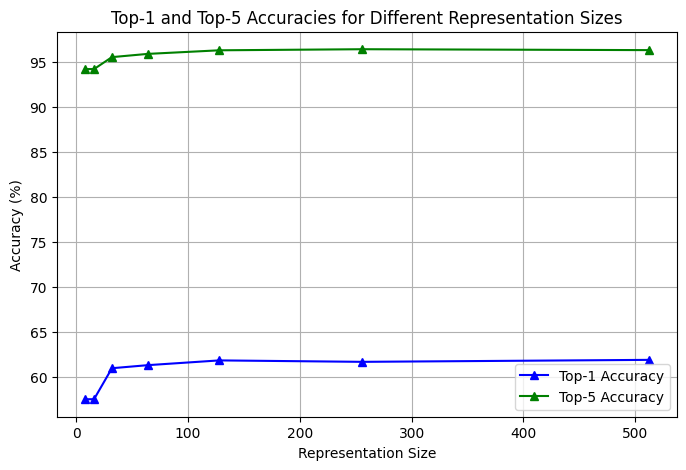 Top-1 and Top-5 Accuracies for Different Representation Sizes
Accuracy (%)
95
90
85
80
75
70
65
60
0 100 200 300 400 500
Representation Size
Top-1 Accuracy
Top-5 Accuracy